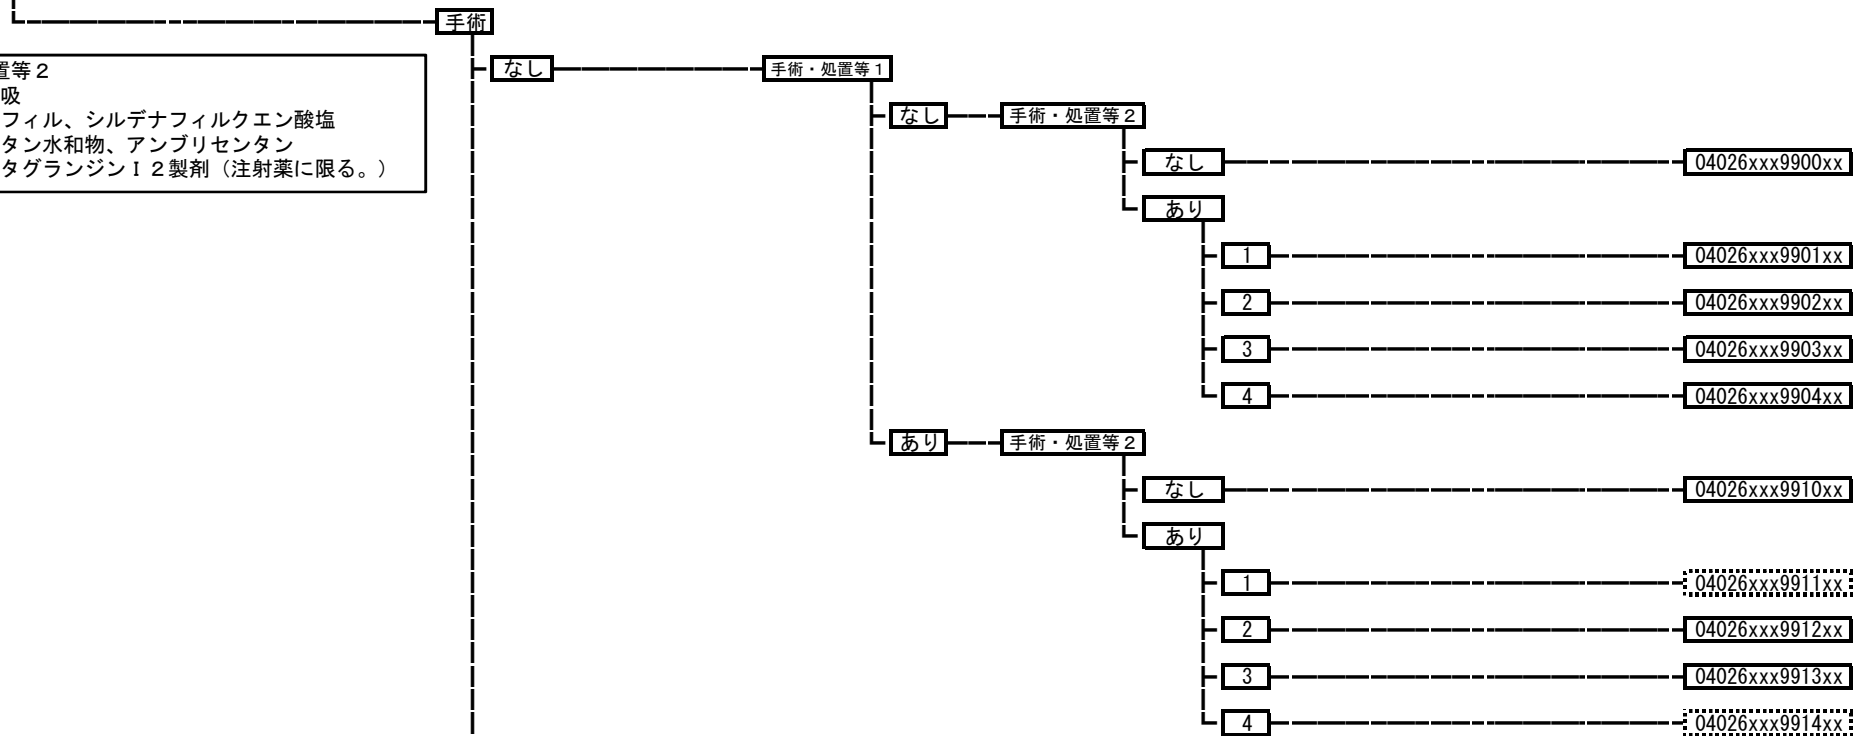 手術
置等２
吸
フィル、シルデナフィルクエン酸塩
タン水和物、アンブリセンタン
タグランジンＩ２製剤（注射薬に限る。）
なし
手術・処置等１
なし
手術・処置等２
なし
04026xxx9900xx
あり
1
04026xxx9901xx
2
04026xxx9902xx
3
04026xxx9903xx
4
04026xxx9904xx
あり
手術・処置等２
なし
04026xxx9910xx
あり
1
04026xxx9911xx
2
04026xxx9912xx
3
04026xxx9913xx
4
04026xxx9914xx